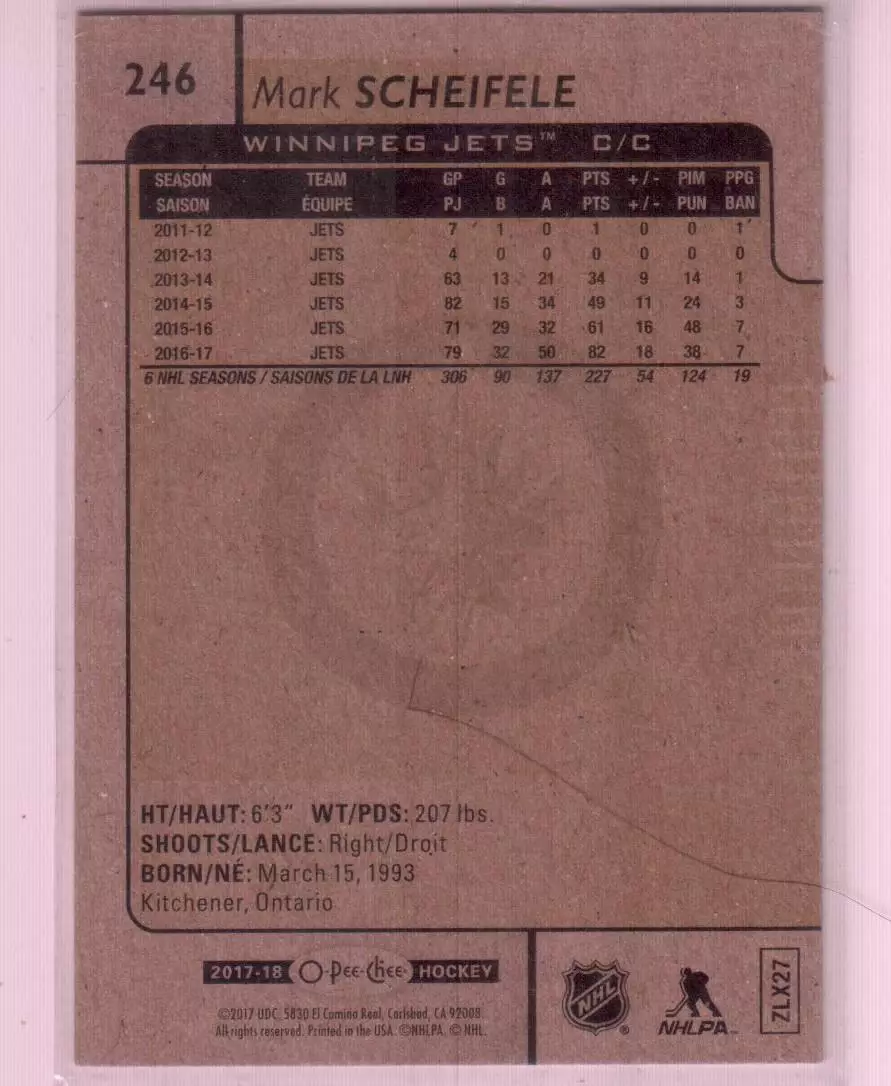 246
Mark SCHEIFELE
WINNIPEG JETS™ C/C
SEASON TEAM GP G A PTS +/- PIM PPG
SAISON ÉQUIPE PJ B A PTS +/- PUN BAN
2011-12 JETS 7 1 0 1 0 0 1
2012-13 JETS 4 0 0 0 0 0 0
2013-14 JETS 63 13 21 34 9 14 1
2014-15 JETS 82 15 34 49 11 24 3
2015-16 JETS 71 29 32 61 16 48 7
2016-17 JETS 79 32 50 82 18 38 7
6 NHL SEASONS / SAISONS DE LA LNH 306 90 137 227 54 124 19
HT/HAUT: 6'3" WT/PDS: 207 lbs.
SHOOTS/LANCE: Right/Droit
BORN/NÉ: March 15, 1993
Kitchener, Ontario
2017-18 O-Pee-Chee HOCKEY
©2017 UDC, 5830 El Camino Real, Carlsbad, CA 92008.
All rights reserved. Printed in the USA. ©NHLPA. © NHL.
NHL
NHLPA
ZLX27